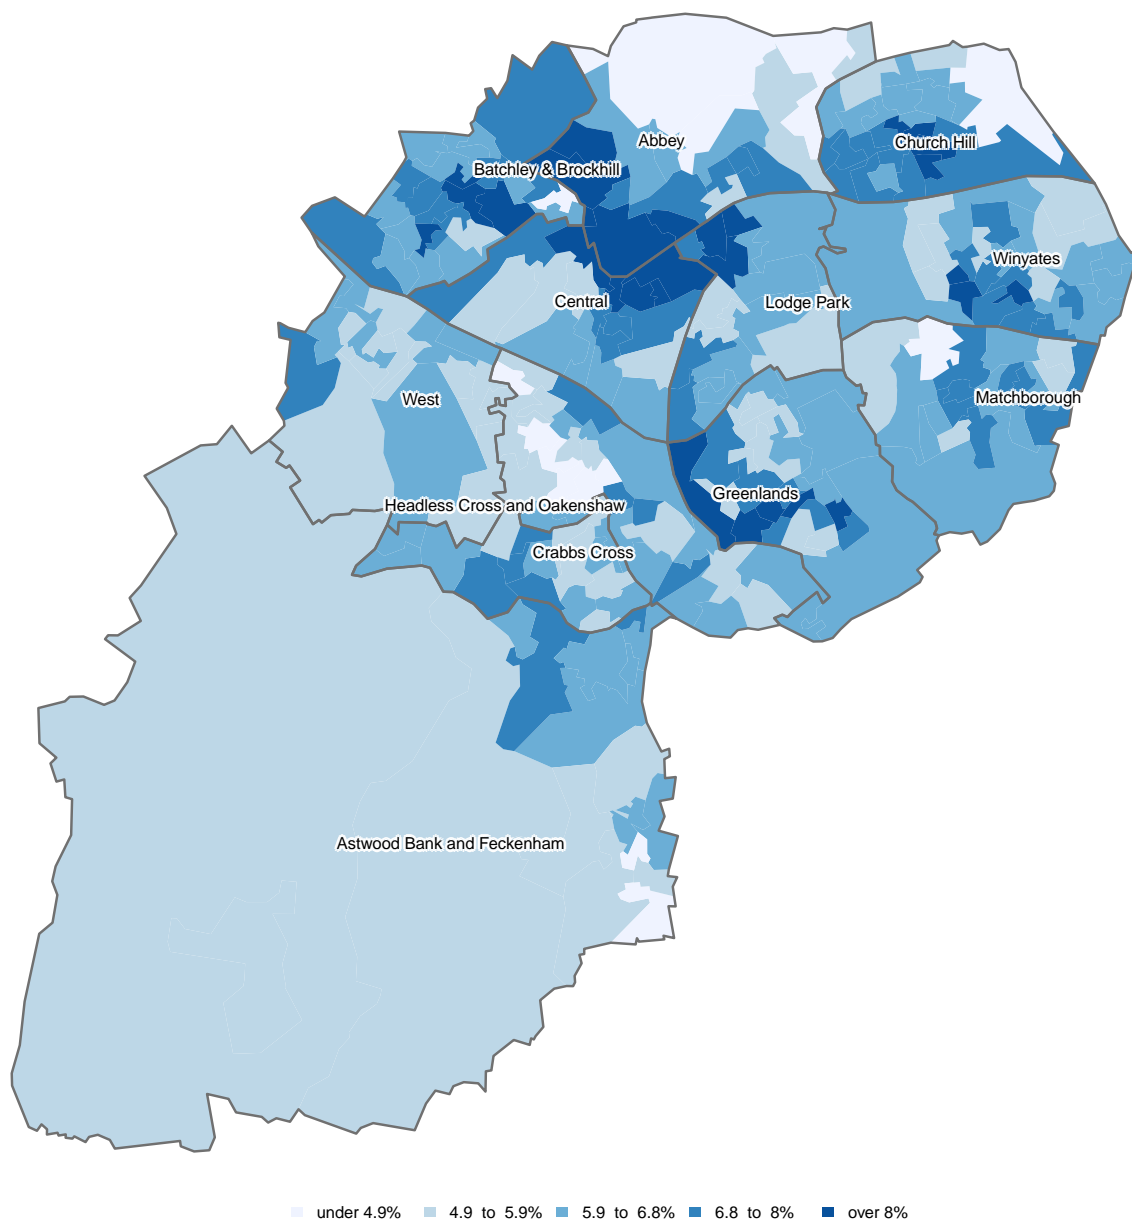 Abbey
Church Hill
Batchley & Brockhill
Winyates
Central
Lodge Park
West
Matchborough
Greenlands
Headless Cross and Oakenshaw
Crabbs Cross
Astwood Bank and Feckenham
under 4.9% 4.9 to 5.9% 5.9 to 6.8% 6.8 to 8% over 8%